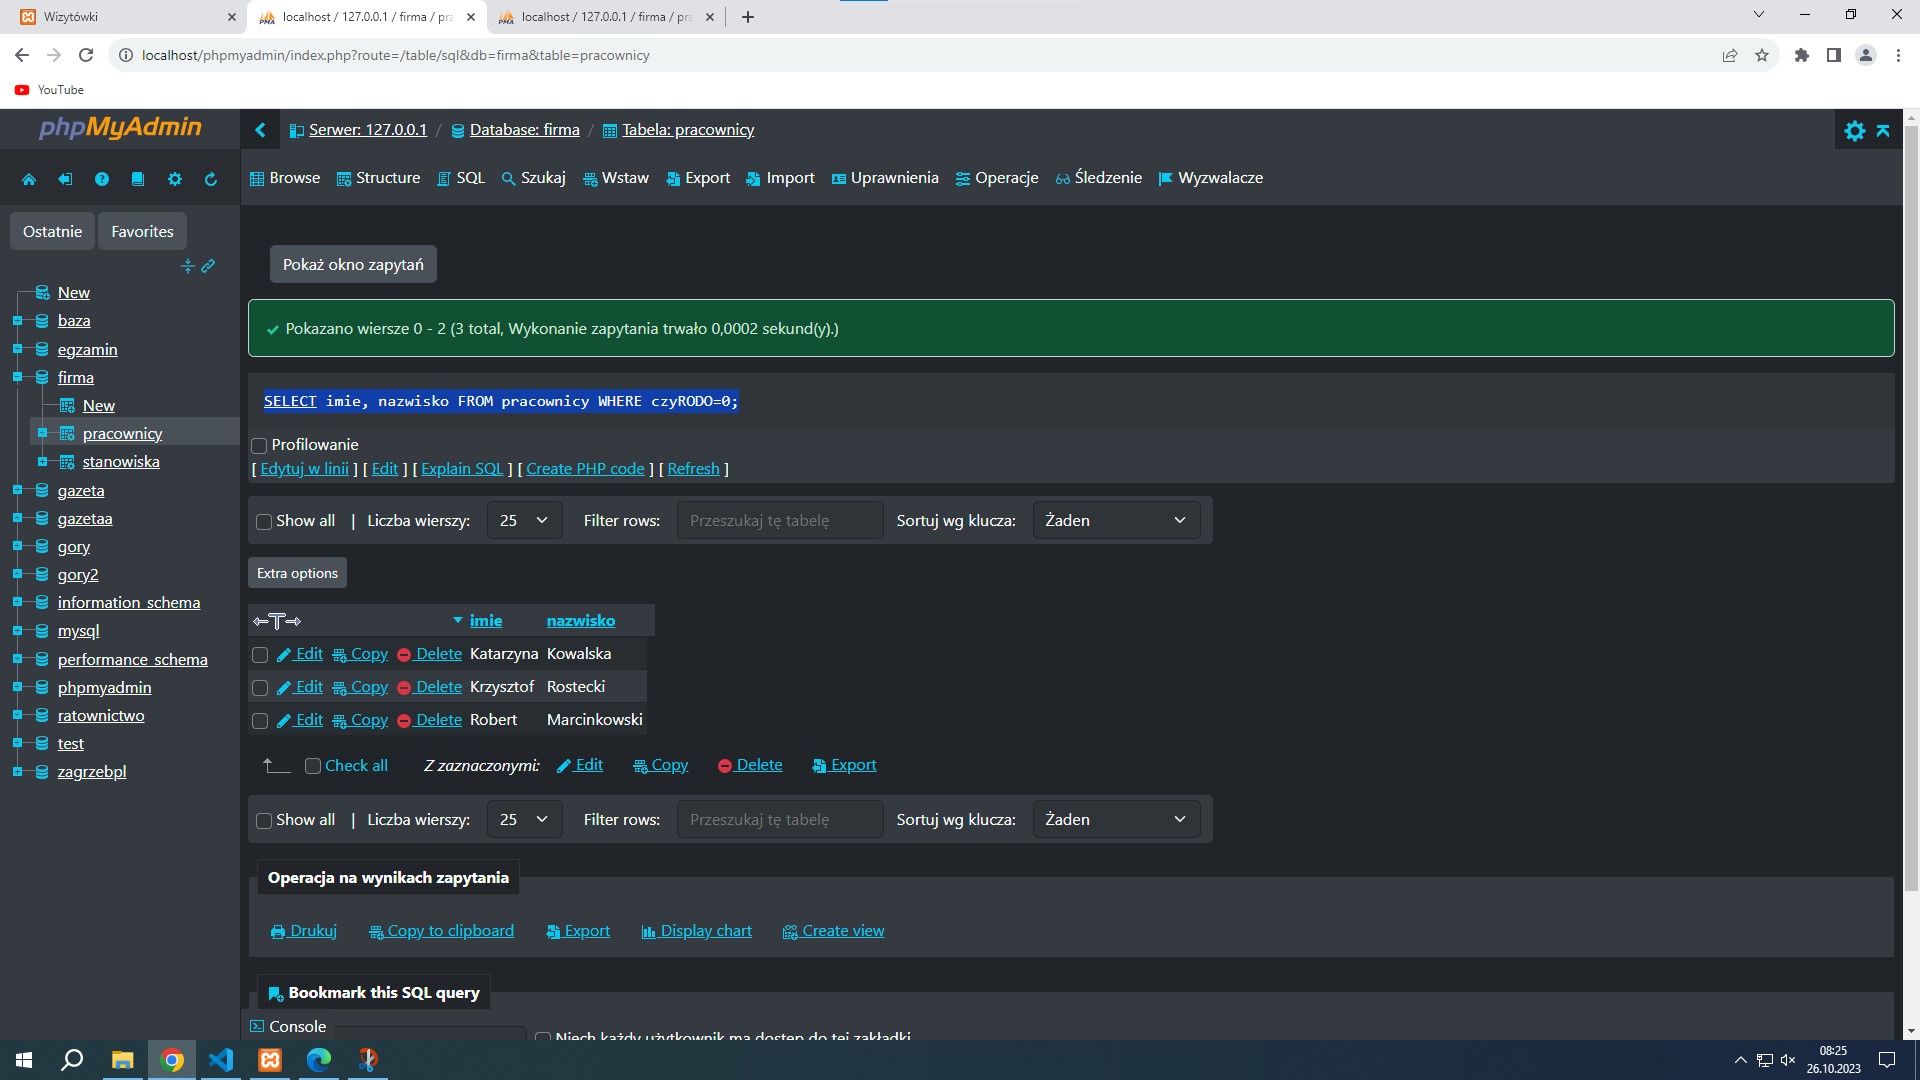 Wizytówki
localhost / 127.0.0.1 / firma / pra
localhost / 127.0.0.1 / firma / pra
localhost/phpmyadmin/index.php?route=/table/sql&db=firma&table=pracownicy
YouTube
phpMyAdmin
Serwer: 127.0.0.1 / Database: firma / Tabela: pracownicy
Browse Structure SQL Szukaj Wstaw Export Import Uprawnienia Operacje Śledzenie Wyzwalacze
Ostatnie Favorites
New
baza
egzamin
firma
New
pracownicy
stanowiska
gazeta
gazetaa
gory
gory2
information_schema
mysql
performance_schema
phpmyadmin
ratownictwo
test
zagrzebpl
Pokaż okno zapytań
Pokazano wiersze 0 - 2 (3 total, Wykonanie zapytania trwało 0,0002 sekund(y).)
SELECT imie, nazwisko FROM pracownicy WHERE czyRODO=0;
Profilowanie
[ Edytuj w linii ] [ Edit ] [ Explain SQL ] [ Create PHP code ] [ Refresh ]
Show all | Liczba wierszy: 25 Filter rows: Przeszukaj tę tabelę Sortuj wg klucza: Żaden
Extra options
←T→ imie nazwisko
Edit Copy Delete Katarzyna Kowalska
Edit Copy Delete Krzysztof Rostecki
Edit Copy Delete Robert Marcinkowski
Check all Z zaznaczonymi: Edit Copy Delete Export
Show all | Liczba wierszy: 25 Filter rows: Przeszukaj tę tabelę Sortuj wg klucza: Żaden
Operacja na wynikach zapytania
Drukuj Copy to clipboard Export Display chart Create view
Bookmark this SQL query
Console
Niech każdy użytkownik ma dostęp do tej zakładki
08:25
26.10.2023